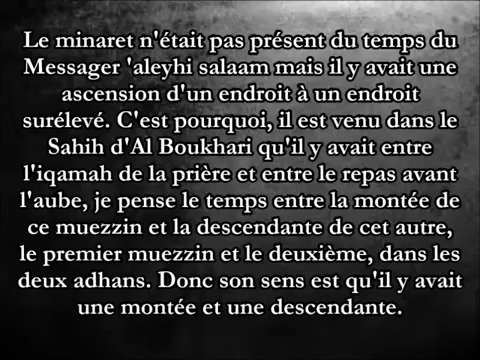 Le minaret n'était pas présent du temps du
Messager 'aleyhi salaam mais il y avait une
ascension d'un endroit à un endroit
surélevé. C'est pourquoi, il est venu dans le
Sahih d'Al Boukhari qu'il y avait entre
l'iqamah de la prière et entre le repas avant
l'aube, je pense le temps entre la montée de
ce muezzin et la descendante de cet autre,
le premier muezzin et le deuxième, dans les
deux adhans. Donc son sens est qu'il y avait
une montée et une descendante.